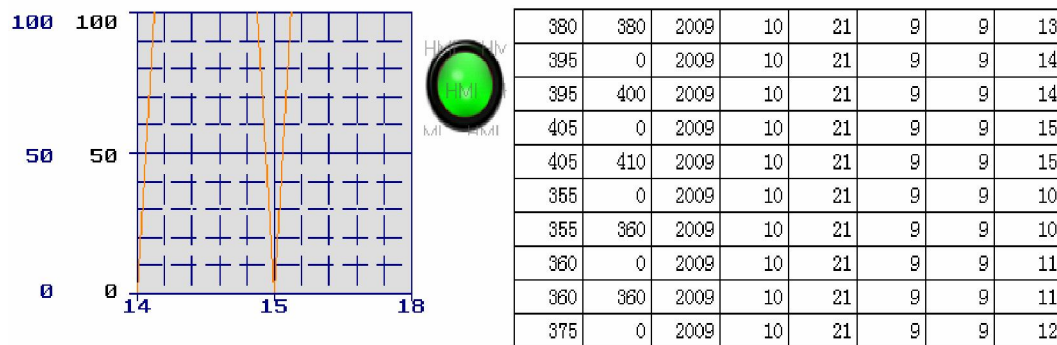 100 100
50 50
0 0
14 15 18
HMI HMI
HMI
MI HMI
380 380 2009 10 21 9 9 13
395 0 2009 10 21 9 9 14
395 400 2009 10 21 9 9 14
405 0 2009 10 21 9 9 15
405 410 2009 10 21 9 9 15
355 0 2009 10 21 9 9 10
355 360 2009 10 21 9 9 10
360 0 2009 10 21 9 9 11
360 360 2009 10 21 9 9 11
375 0 2009 10 21 9 9 12